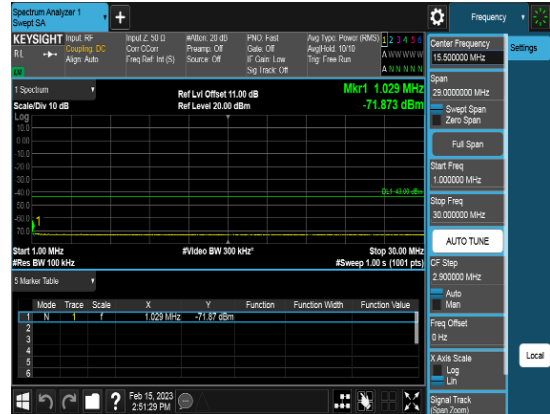 Spectrum Analyzer 1
Swept SA
Frequency
KEYSIGHT
RL
Input: RF
Coupling: DC
Align: Auto
Input Z: 50 Ω
Corr CCorr
Freq Ref: Int (S)
#Atten: 20 dB
Preamp: Off
Source: Off
PNO: Fast
Gate: Off
IF Gain: Low
Sig Track: Off
Avg Type: Power (RMS)
Avg|Hold: 10/10
Trig: Free Run
1 2 3 4 5 6
A W W W W W
A N N N N N
1 Spectrum
Scale/Div 10 dB
Ref Lvl Offset 11.00 dB
Ref Level 20.00 dBm
Mkr1 1.029 MHz
-71.873 dBm
Log
10.0
0.00
-10.0
-20.0
-30.0
-40.0
-50.0
-60.0
-70.0
DL1 -43.00 dBm
1
Start 1.00 MHz
#Res BW 100 kHz
#Video BW 300 kHz*
Stop 30.00 MHz
#Sweep 1.00 s (1001 pts)
5 Marker Table
Mode Trace Scale X Y Function Function Width Function Value
1 N 1 f 1.029 MHz -71.87 dBm
2
3
4
5
6
Feb 15, 2023
2:51:29 PM
Center Frequency
15.500000 MHz
Settings
Span
29.0000000 MHz
Swept Span
Zero Span
Full Span
Start Freq
1.000000 MHz
Stop Freq
30.000000 MHz
AUTO TUNE
CF Step
2.900000 MHz
Auto
Man
Freq Offset
0 Hz
X Axis Scale
Log
Lin
Local
Signal Track
(Span Zoom)